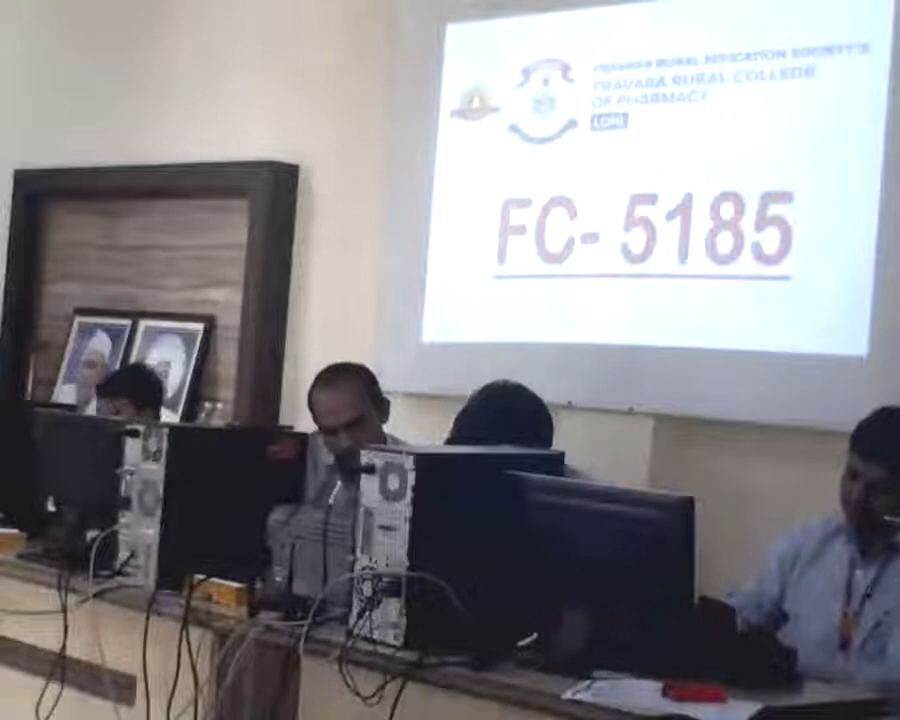 PRAVARA RURAL EDUCATION SOCIETY'S
PRAVARA RURAL COLLEGE
OF PHARMACY
LONI
FC- 5185